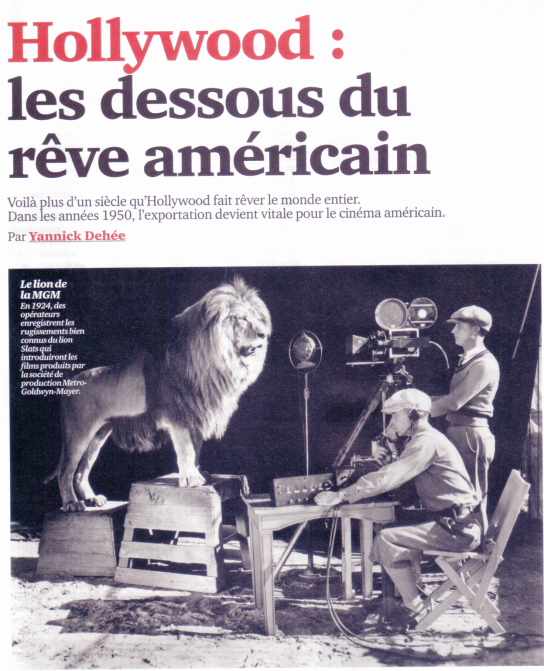 Hollywood :
les dessous du
rêve américain
Voilà plus d'un siècle qu'Hollywood fait rêver le monde entier.
Dans les années 1950, l'exportation devient vitale pour le cinéma américain.
Par Yannick Dehée
Le lion de
la MGM
En 1924, des
opérateurs
enregistrent les
rugissements bien
connus du lion
Slats qui
introduiront les
films produits par
la société de
production Metro-
Goldwyn-Mayer.